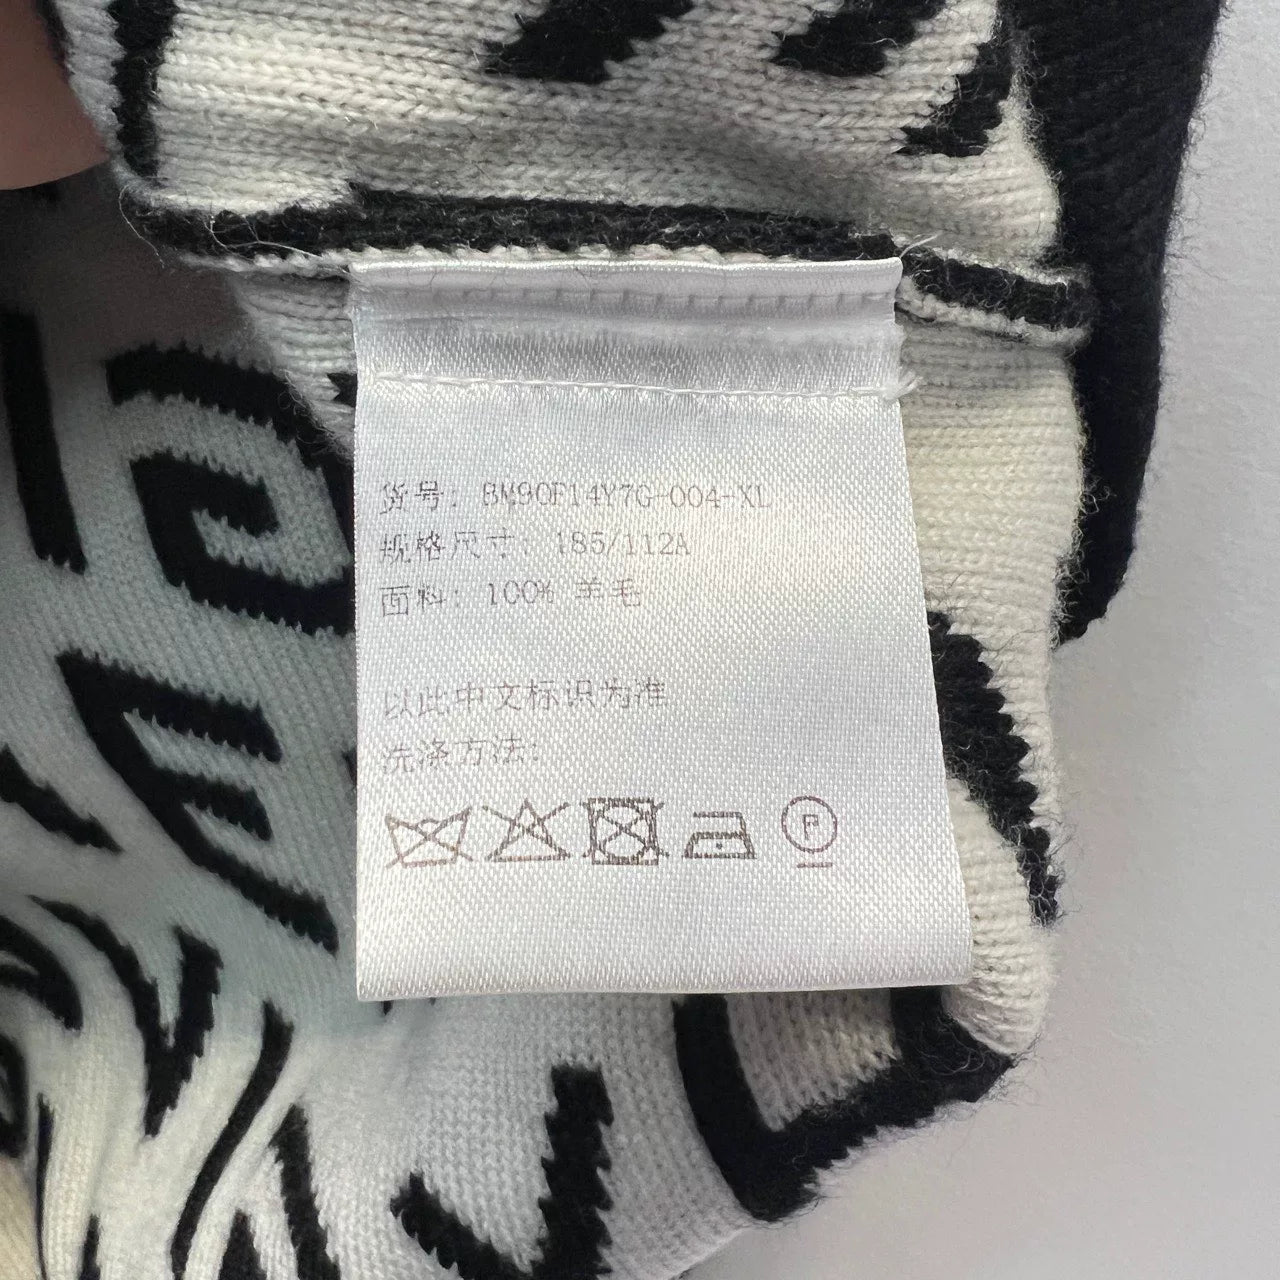 货号: BM90F14Y7G-004-XL
规格尺寸: 185/112A
面料: 100% 羊毛
以此中文标识为准
洗涤方法:
P